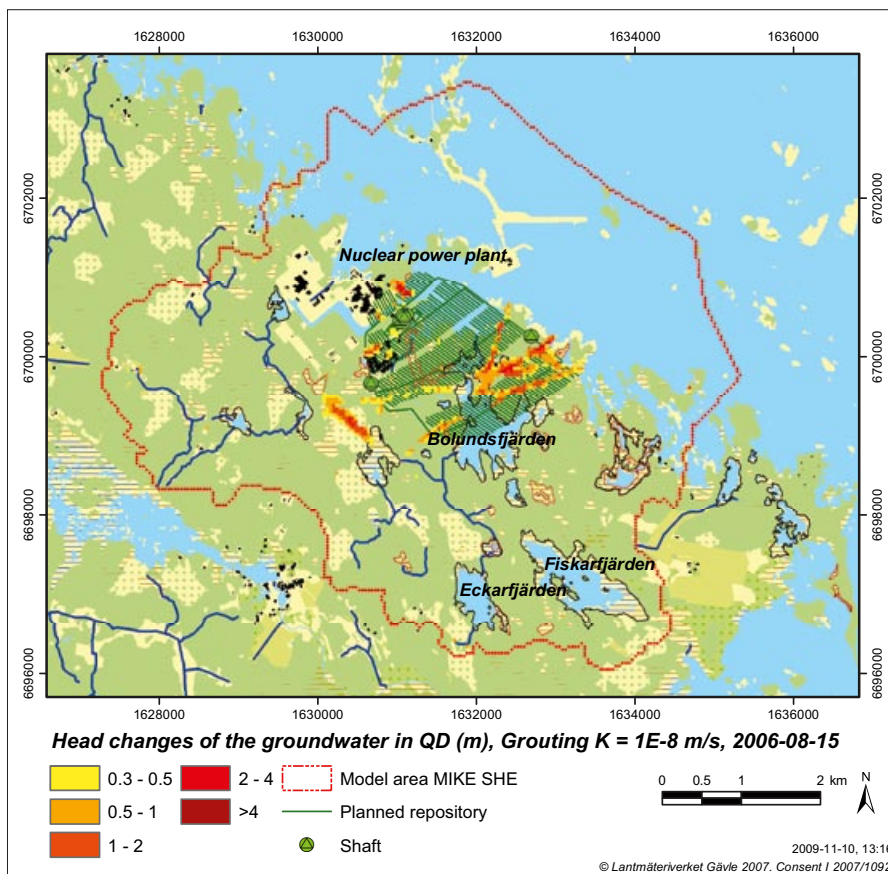 1628000 1630000 1632000 1634000 1636000
6702000 6702000
Nuclear power plant
6700000 6700000
Bolundsfjärden
6698000 6698000
Fiskarfjärden
Eckarfjärden
6696000 6696000
1628000 1630000 1632000 1634000 1636000
Head changes of the groundwater in QD (m), Grouting K = 1E-8 m/s, 2006-08-15
0.3 - 0.5 2 - 4 Model area MIKE SHE 0 0.5 1 2 km N
0.5 - 1 >4 Planned repository
1 - 2 Shaft
2009-11-10, 13:16
© Lantmäteriverket Gävle 2007. Consent I 2007/1092